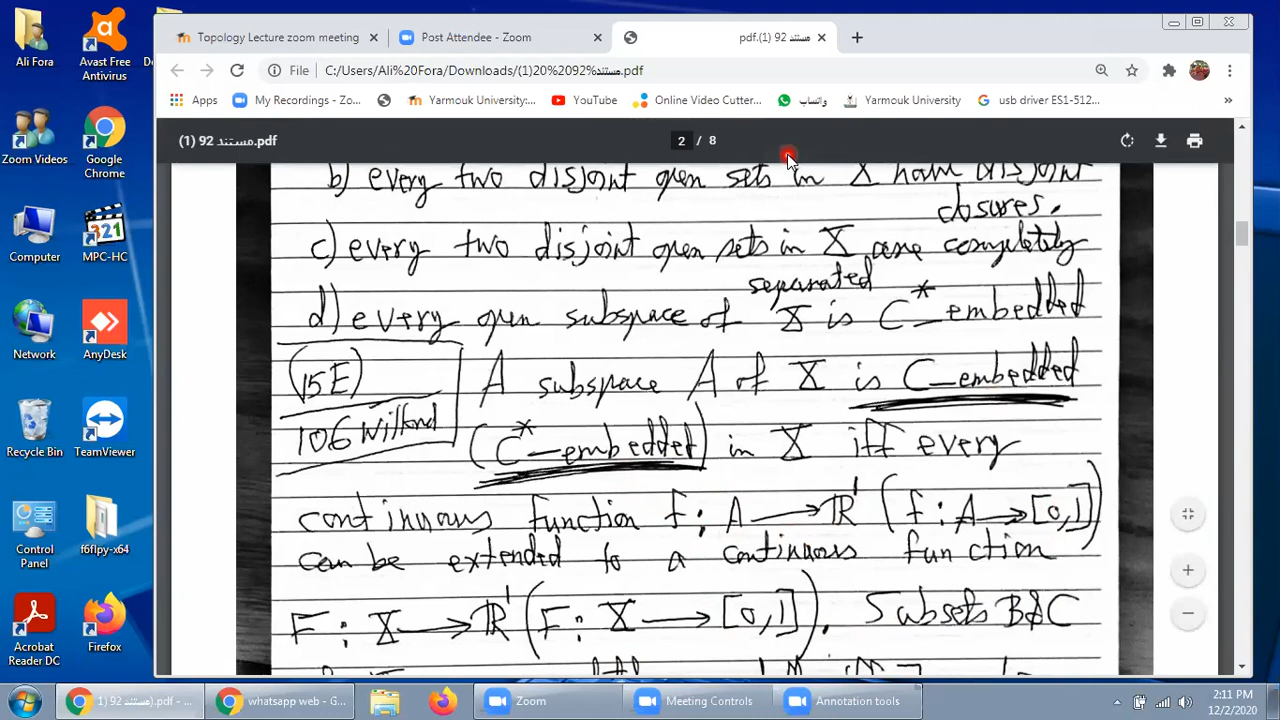 Ali Fora
Avast Free Antivirus
Zoom Videos
Google Chrome
Computer
MPC-HC
Network
AnyDesk
Recycle Bin
TeamViewer
Control Panel
f6flpy-x64
Acrobat Reader DC
Firefox
Topology Lecture zoom meeting
Post Attendee - Zoom
مستند 92 (1).pdf
File
C:/Users/Ali%20Fora/Downloads/(1)20%2092%مستند.pdf
Apps
My Recordings - Zo...
Yarmouk University:...
YouTube
Online Video Cutter...
واتساب
Yarmouk University
usb driver ES1-512...
»
(1) 92 مستند.pdf
2 / 8
b) every two disjoint open sets in X have disjoint
closures.
c) every two disjoint open sets in X are completely
separated
d) every open subspace of X is C*-embedded
(15E)
106 Willard
A subspace A of X is C-embedded
(C*-embedded) in X iff every
continuous function f: A → ℝ (f: A → [0,1])
can be extended to a continuous function
F: X → ℝ (F: X → [0,1]). Subsets B & C
1) 92 مستند).pdf - ...
whatsapp web - G...
Zoom
Meeting Controls
Annotation tools
2:11 PM
12/2/2020